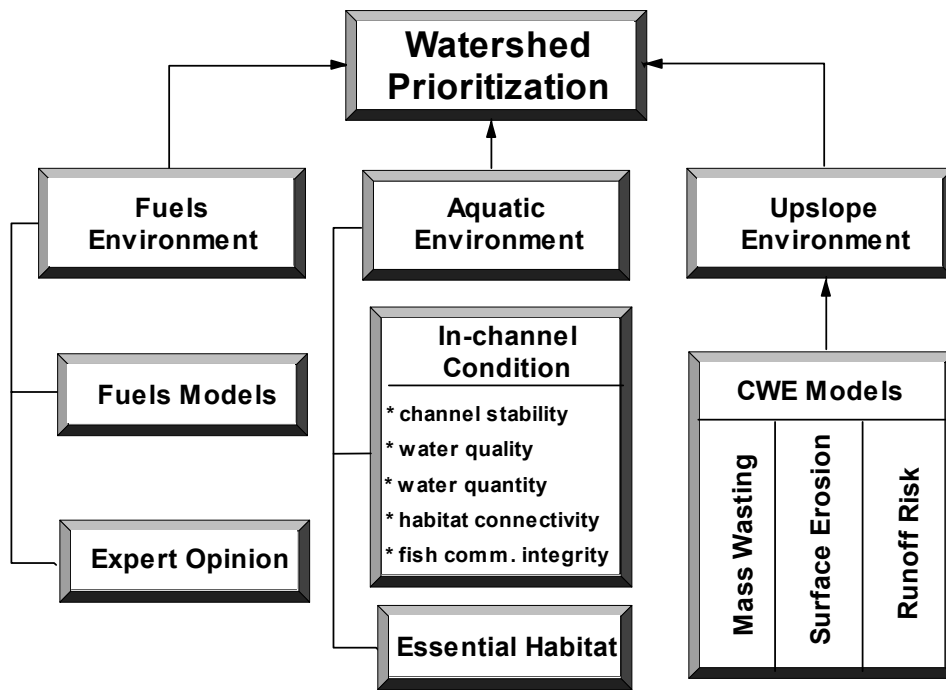 Watershed
Prioritization
Fuels
Environment
Aquatic
Environment
Upslope
Environment
Fuels Models
Expert Opinion
In-channel
Condition
* channel stability
* water quality
* water quantity
* habitat connectivity
* fish comm. integrity
Essential Habitat
CWE Models
Mass Wasting
Surface Erosion
Runoff Risk